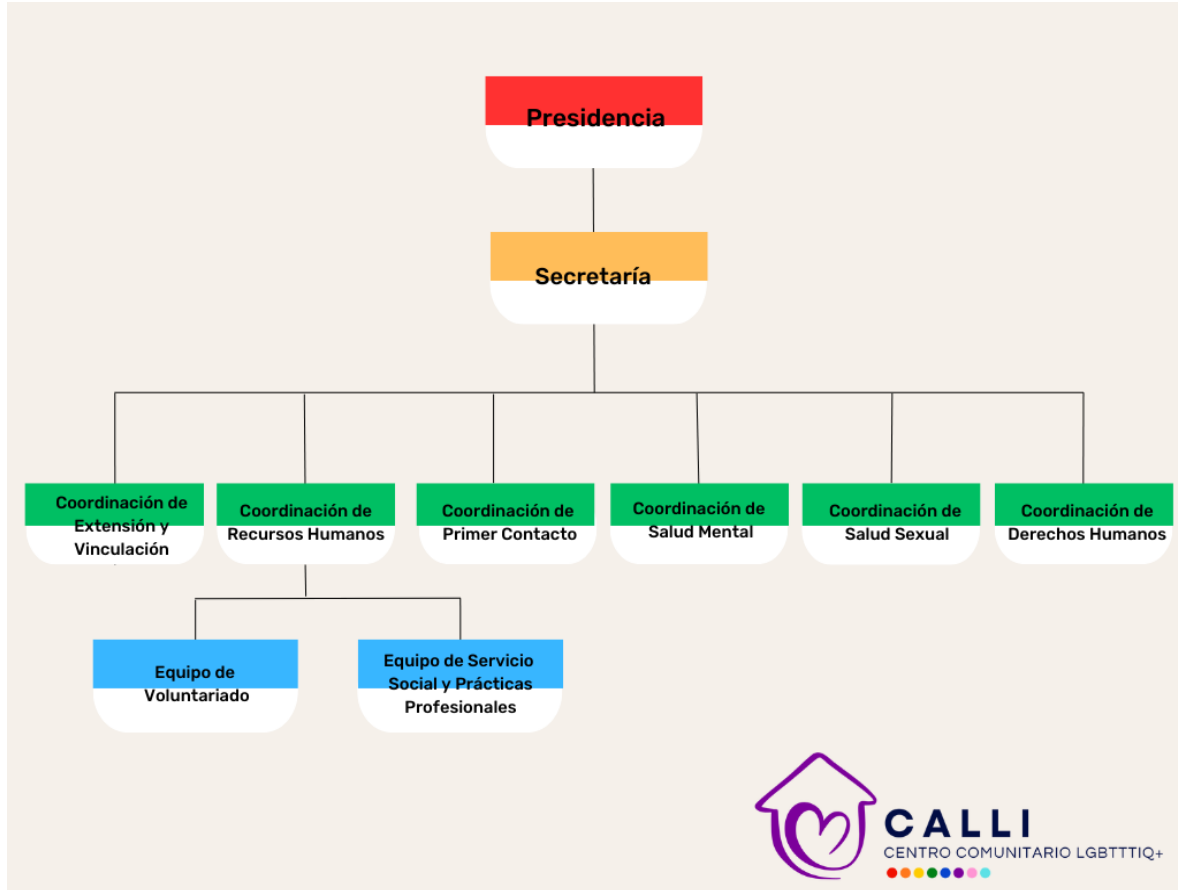 Presidencia
Secretaría
Coordinación de
Extensión y
Vinculación
Coordinación de
Recursos Humanos
Coordinación de
Primer Contacto
Coordinación de
Salud Mental
Coordinación de
Salud Sexual
Coordinación de
Derechos Humanos
Equipo de
Voluntariado
Equipo de Servicio
Social y Prácticas
Profesionales
CALLI
CENTRO COMUNITARIO LGBTTTIQ+